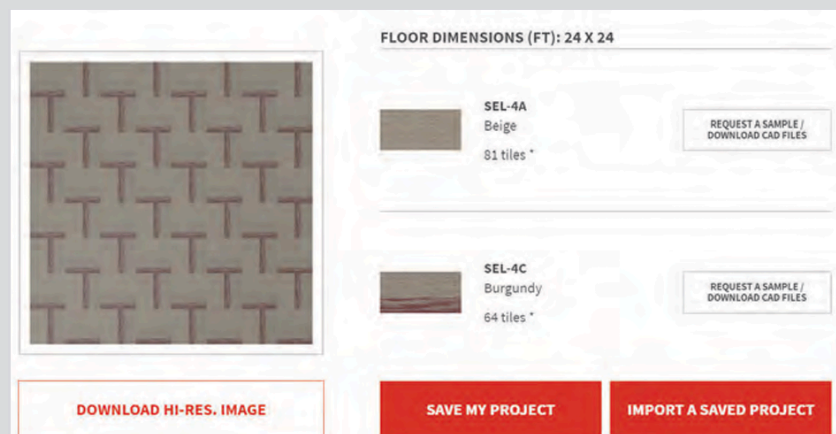 FLOOR DIMENSIONS (FT): 24 X 24
SEL-4A
Beige
81 tiles *
REQUEST A SAMPLE /
DOWNLOAD CAD FILES
SEL-4C
Burgundy
64 tiles *
REQUEST A SAMPLE /
DOWNLOAD CAD FILES
DOWNLOAD HI-RES. IMAGE
SAVE MY PROJECT
IMPORT A SAVED PROJECT